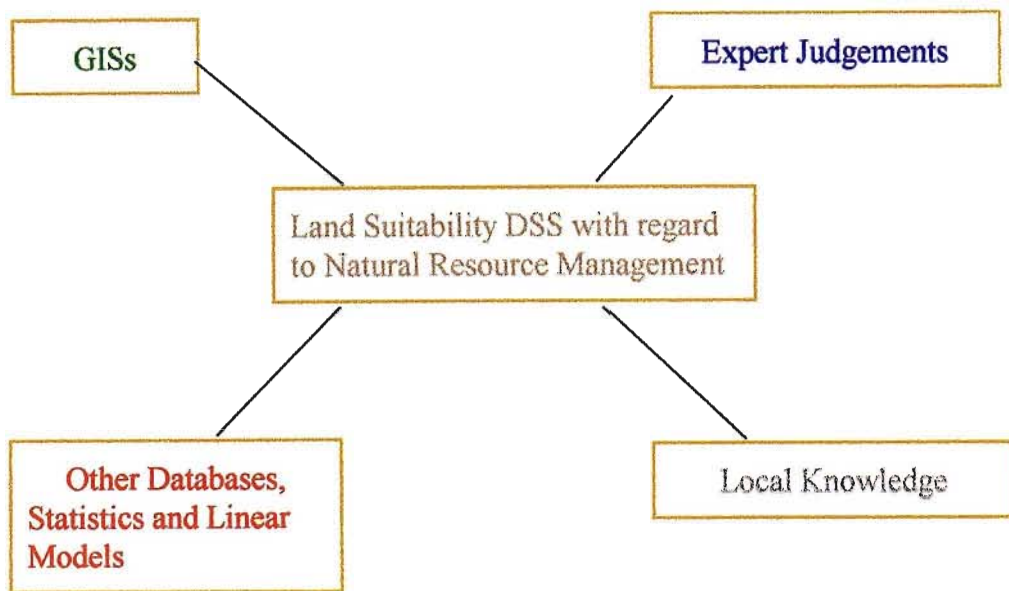 GISs
Expert Judgements
Land Suitability DSS with regard
to Natural Resource Management
Other Databases,
Statistics and Linear
Models
Local Knowledge